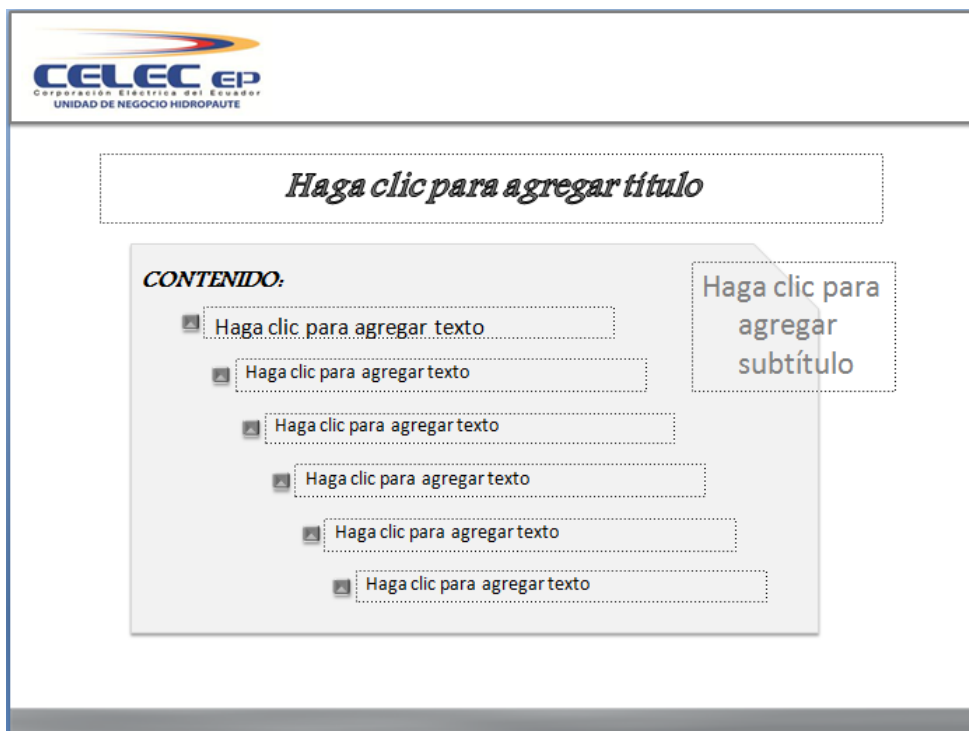 CELEC EP
Corporación Eléctrica del Ecuador
UNIDAD DE NEGOCIO HIDROPAUTE
Haga clic para agregar título
CONTENIDO:
Haga clic para
agregar
subtítulo
Haga clic para agregar texto
Haga clic para agregar texto
Haga clic para agregar texto
Haga clic para agregar texto
Haga clic para agregar texto
Haga clic para agregar texto